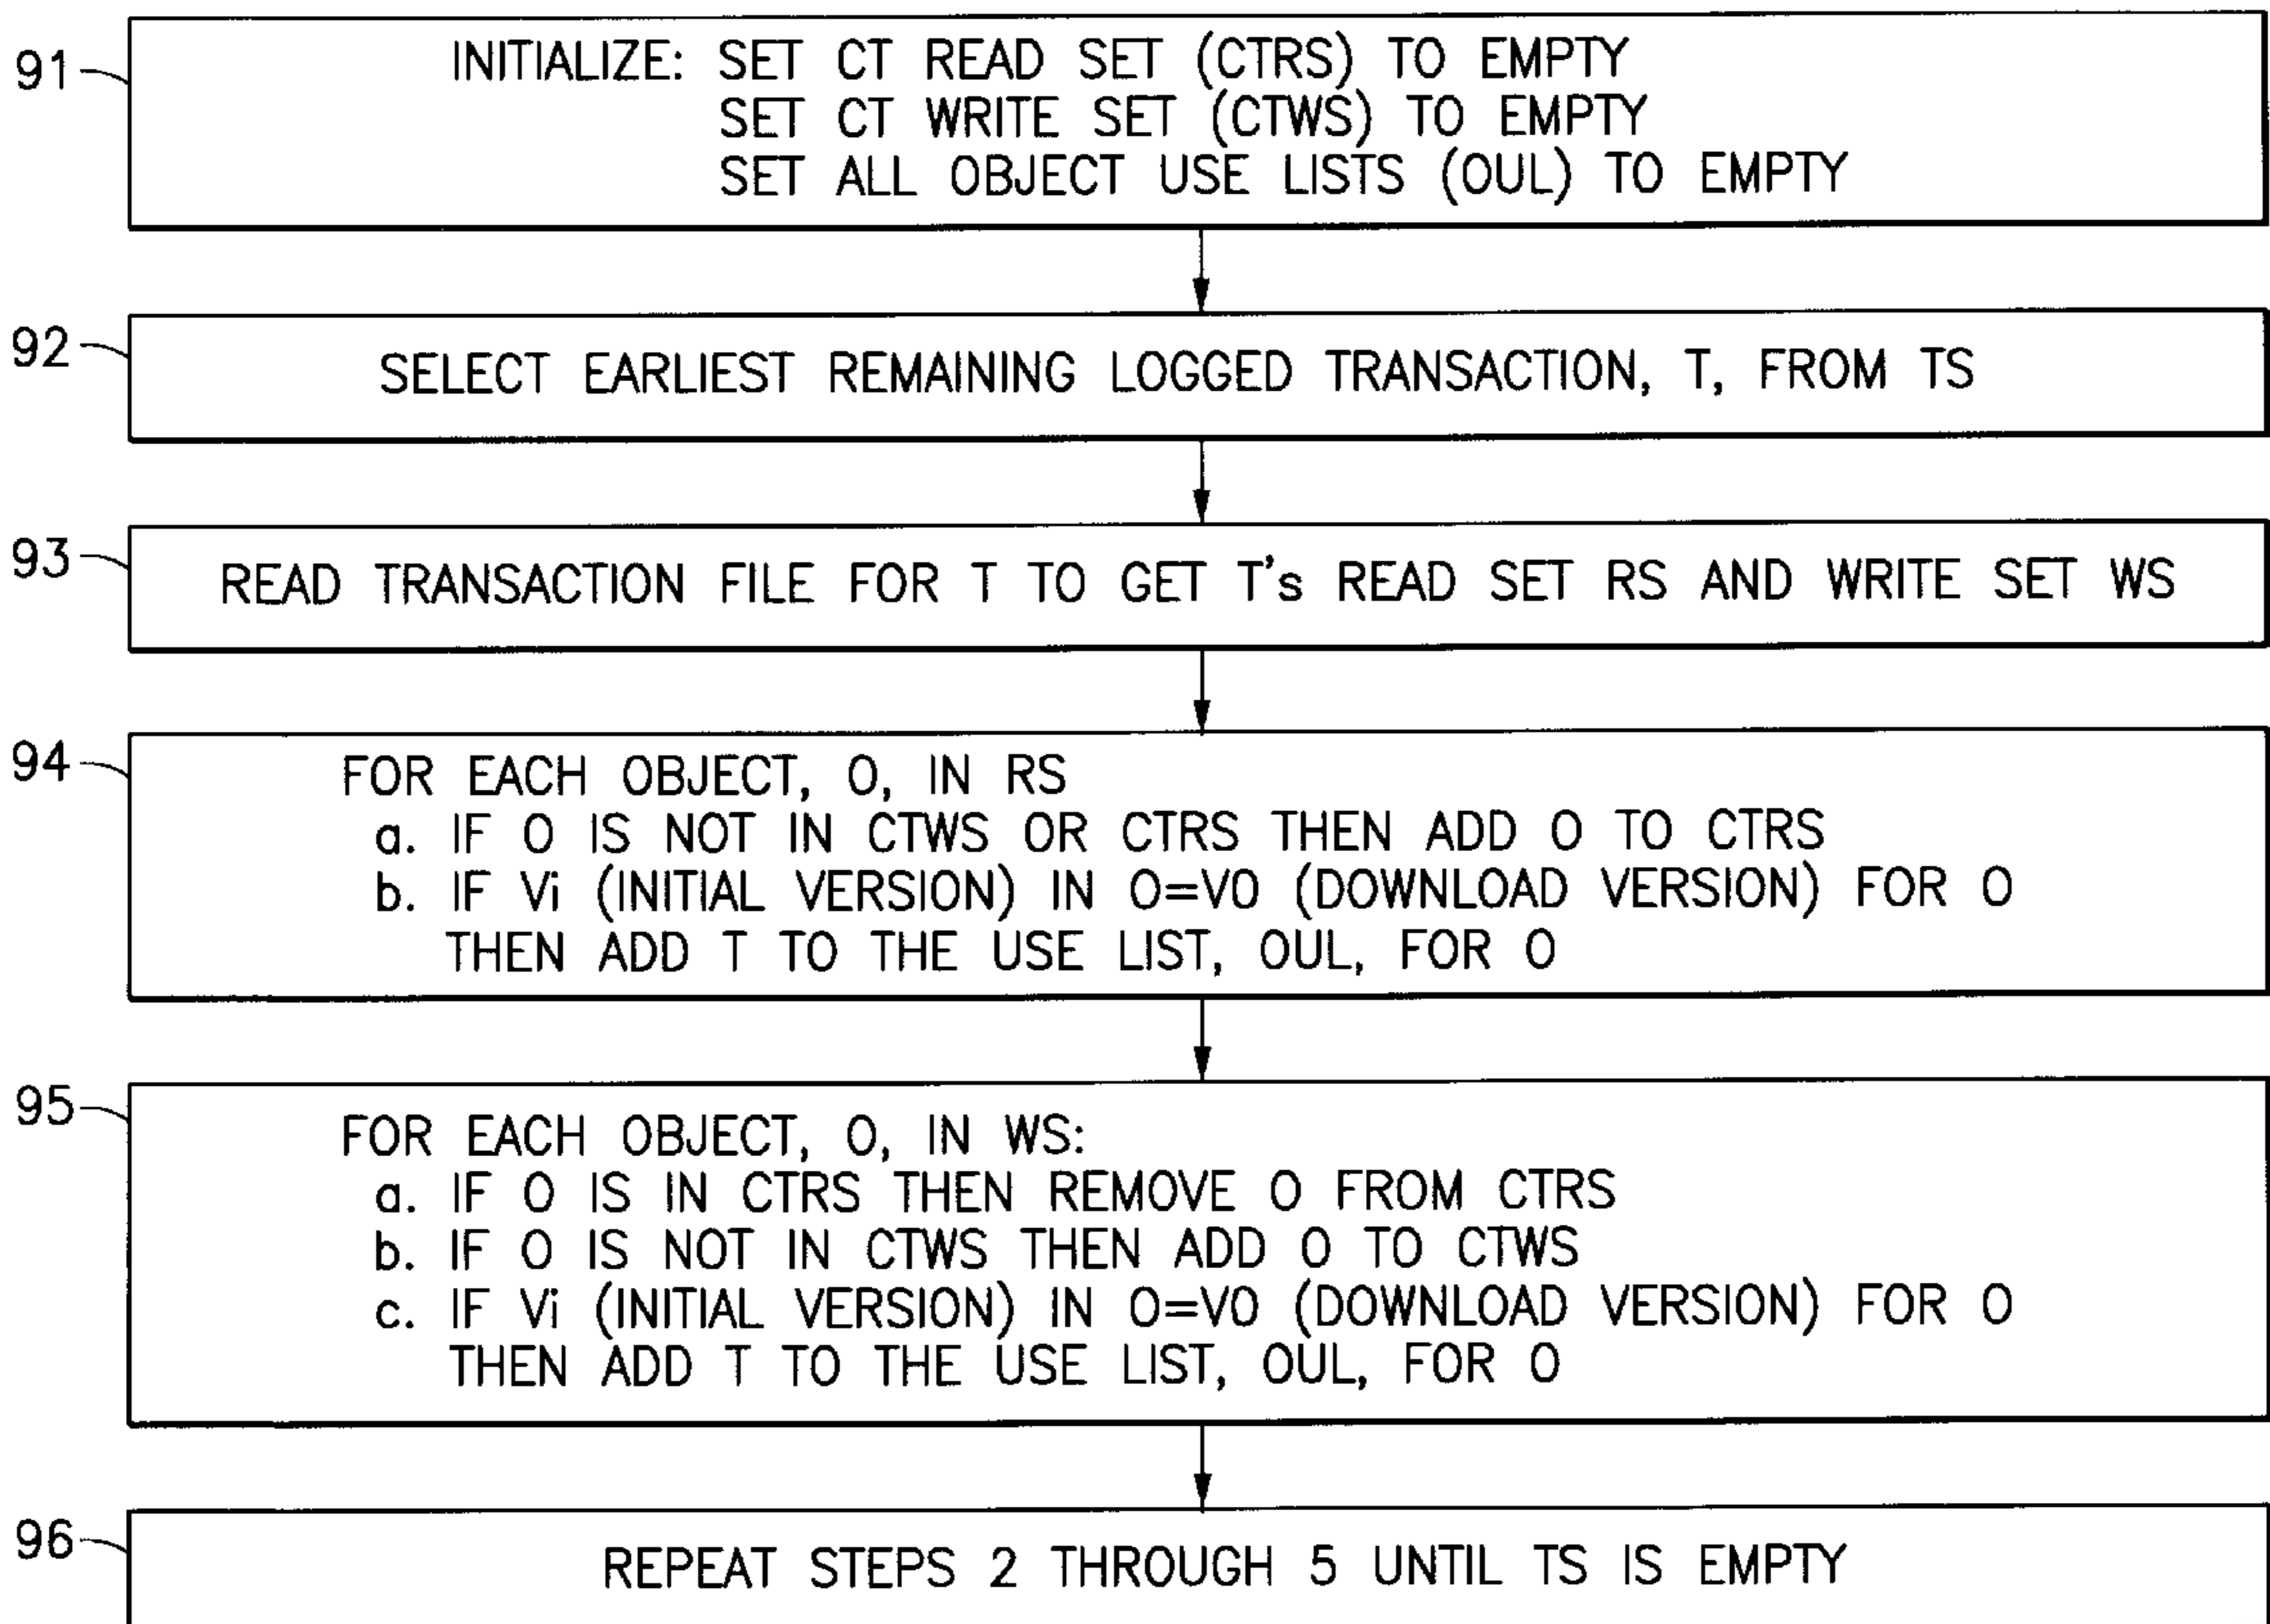 91
INITIALIZE: SET CT READ SET (CTRS) TO EMPTY
SET CT WRITE SET (CTWS) TO EMPTY
SET ALL OBJECT USE LISTS (OUL) TO EMPTY
92
SELECT EARLIEST REMAINING LOGGED TRANSACTION, T, FROM TS
93
READ TRANSACTION FILE FOR T TO GET T's READ SET RS AND WRITE SET WS
94
FOR EACH OBJECT, O, IN RS
a. IF O IS NOT IN CTWS OR CTRS THEN ADD O TO CTRS
b. IF Vi (INITIAL VERSION) IN O=VO (DOWNLOAD VERSION) FOR O
THEN ADD T TO THE USE LIST, OUL, FOR O
95
FOR EACH OBJECT, O, IN WS:
a. IF O IS IN CTRS THEN REMOVE O FROM CTRS
b. IF O IS NOT IN CTWS THEN ADD O TO CTWS
c. IF Vi (INITIAL VERSION) IN O=VO (DOWNLOAD VERSION) FOR O
THEN ADD T TO THE USE LIST, OUL, FOR O
96
REPEAT STEPS 2 THROUGH 5 UNTIL TS IS EMPTY